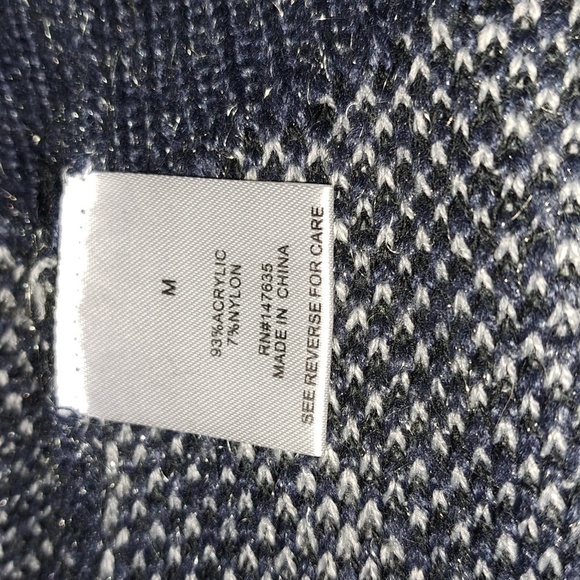 M
93%ACRYLIC
7%NYLON
RN#147635
MADE IN CHINA
SEE REVERSE FOR CARE